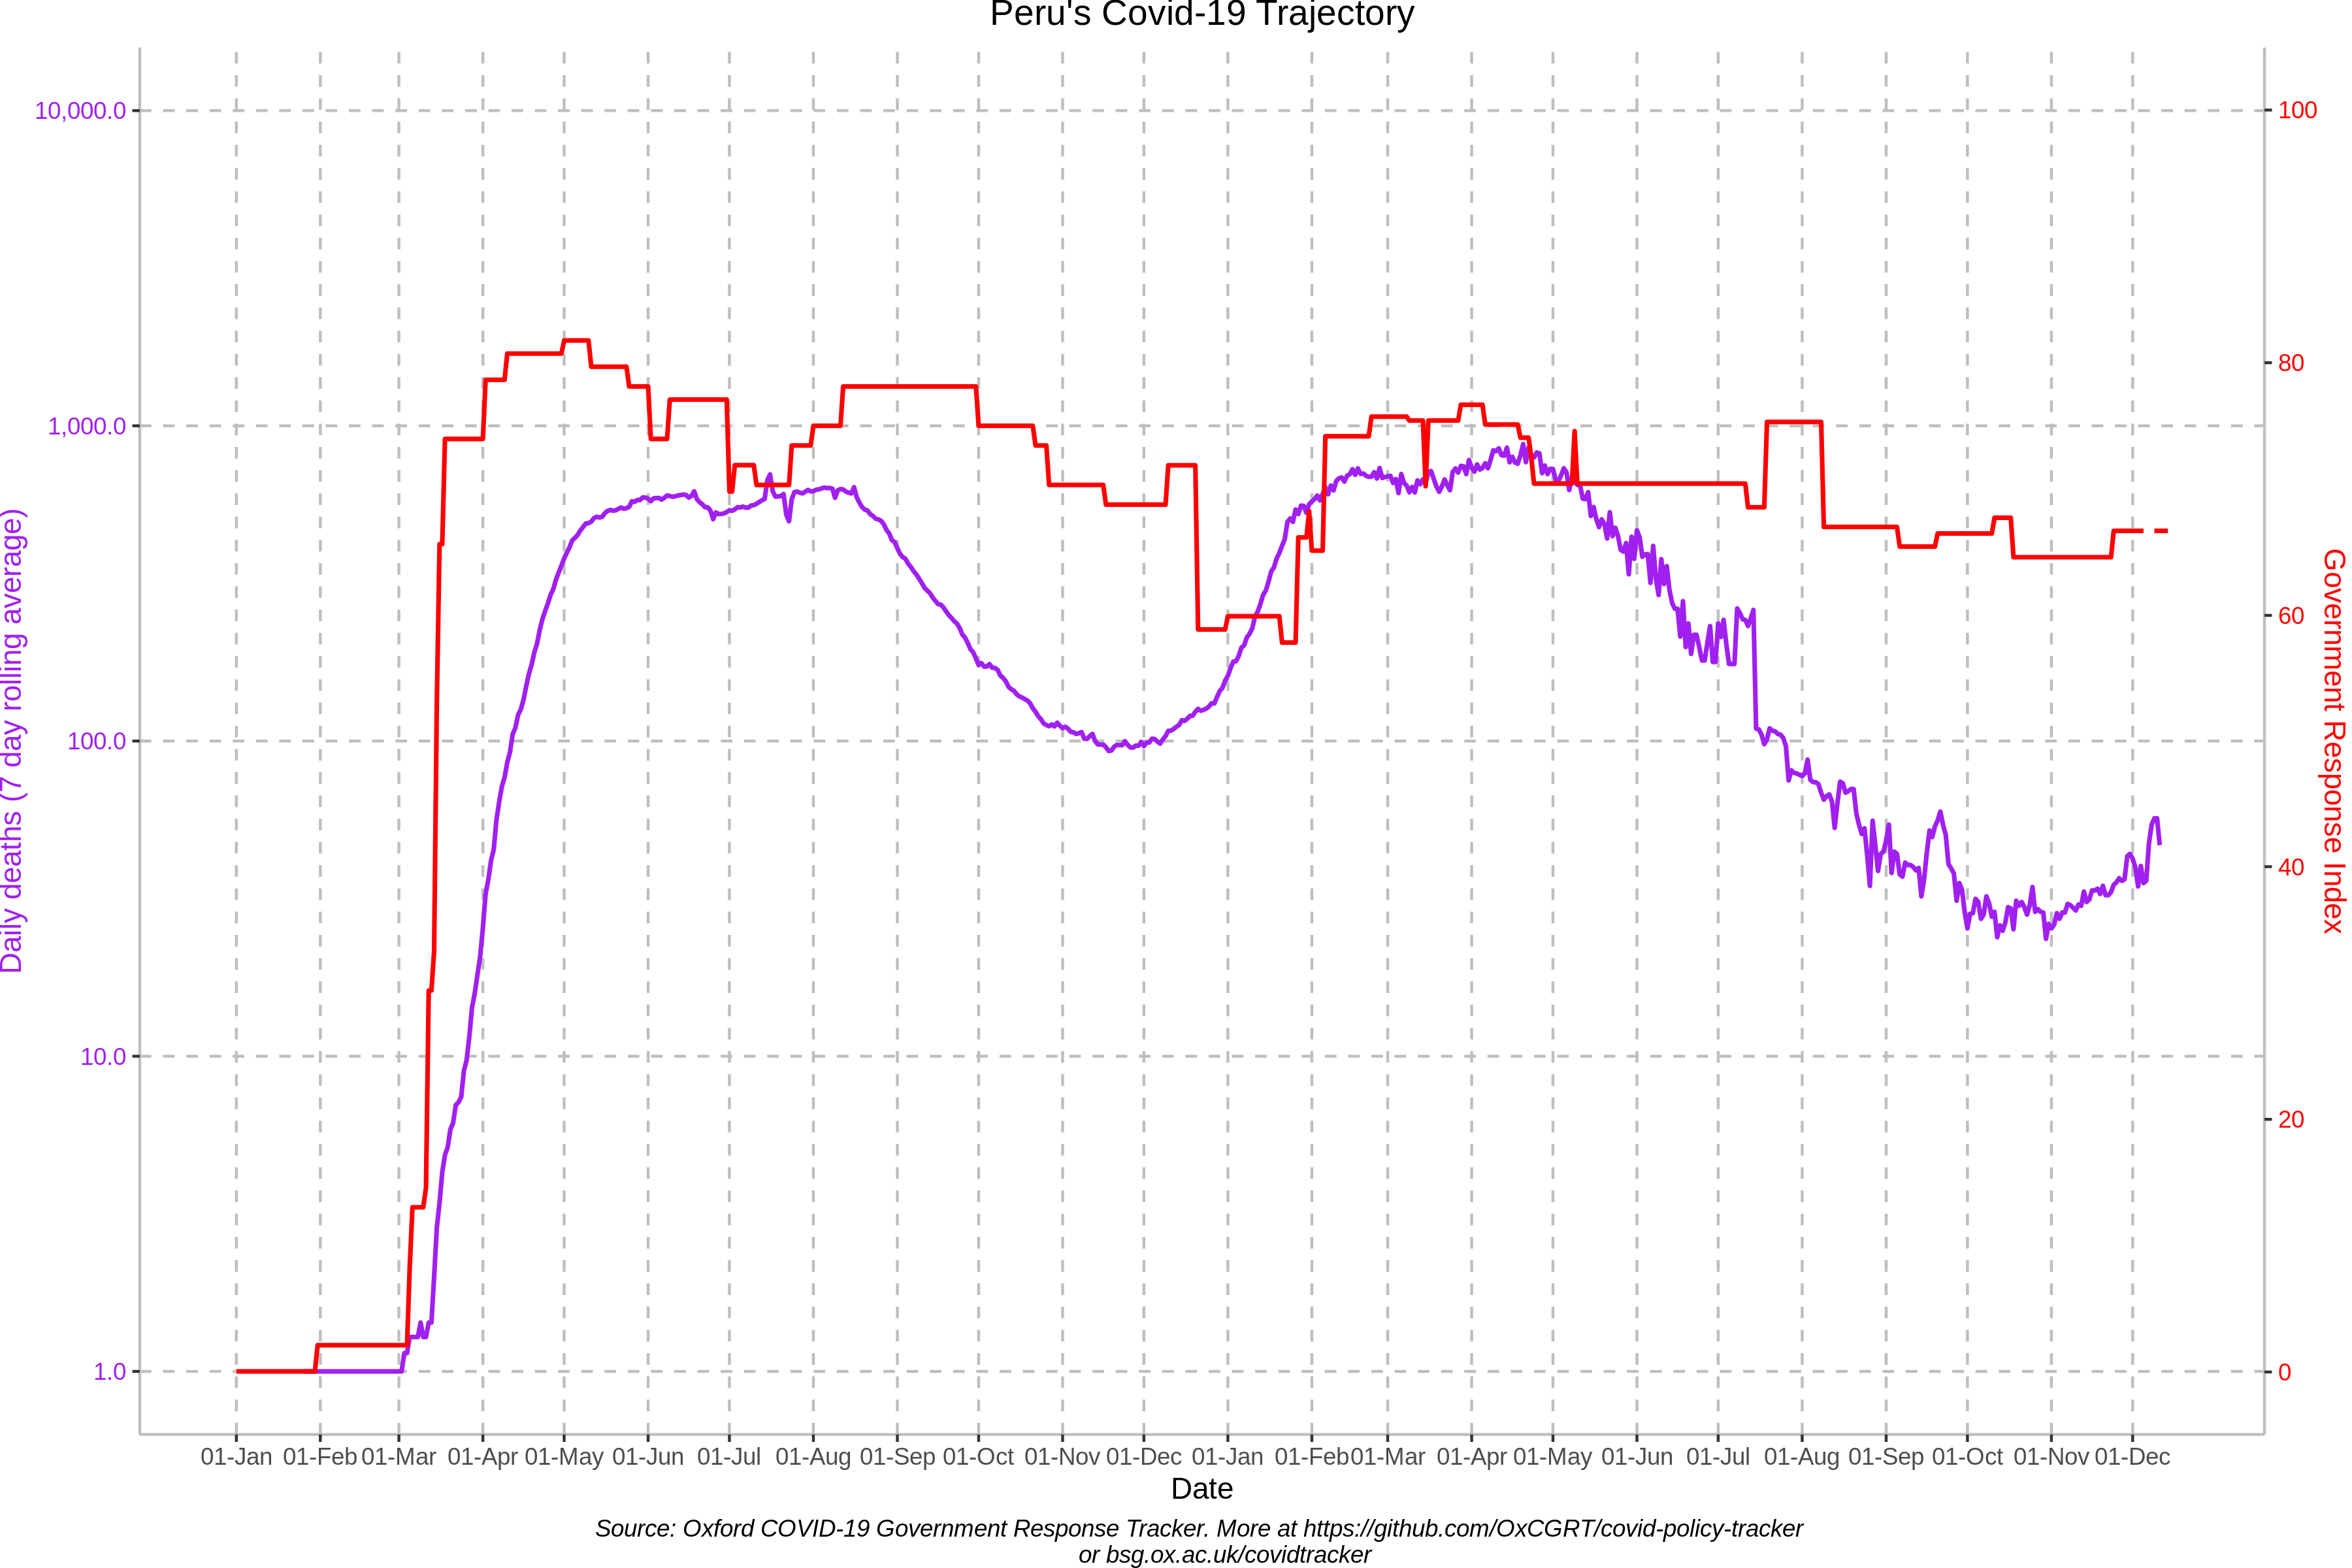 Peru's Covid-19 Trajectory
10,000.0
1,000.0
100.0
10.0
1.0
Daily deaths (7 day rolling average)
100
80
60
40
20
0
Government Response Index
01-Jan 01-Feb 01-Mar 01-Apr 01-May 01-Jun 01-Jul 01-Aug 01-Sep 01-Oct 01-Nov 01-Dec 01-Jan 01-Feb 01-Mar 01-Apr 01-May 01-Jun 01-Jul 01-Aug 01-Sep 01-Oct 01-Nov 01-Dec
Date
Source: Oxford COVID-19 Government Response Tracker. More at https://github.com/OxCGRT/covid-policy-tracker
or bsg.ox.ac.uk/covidtracker